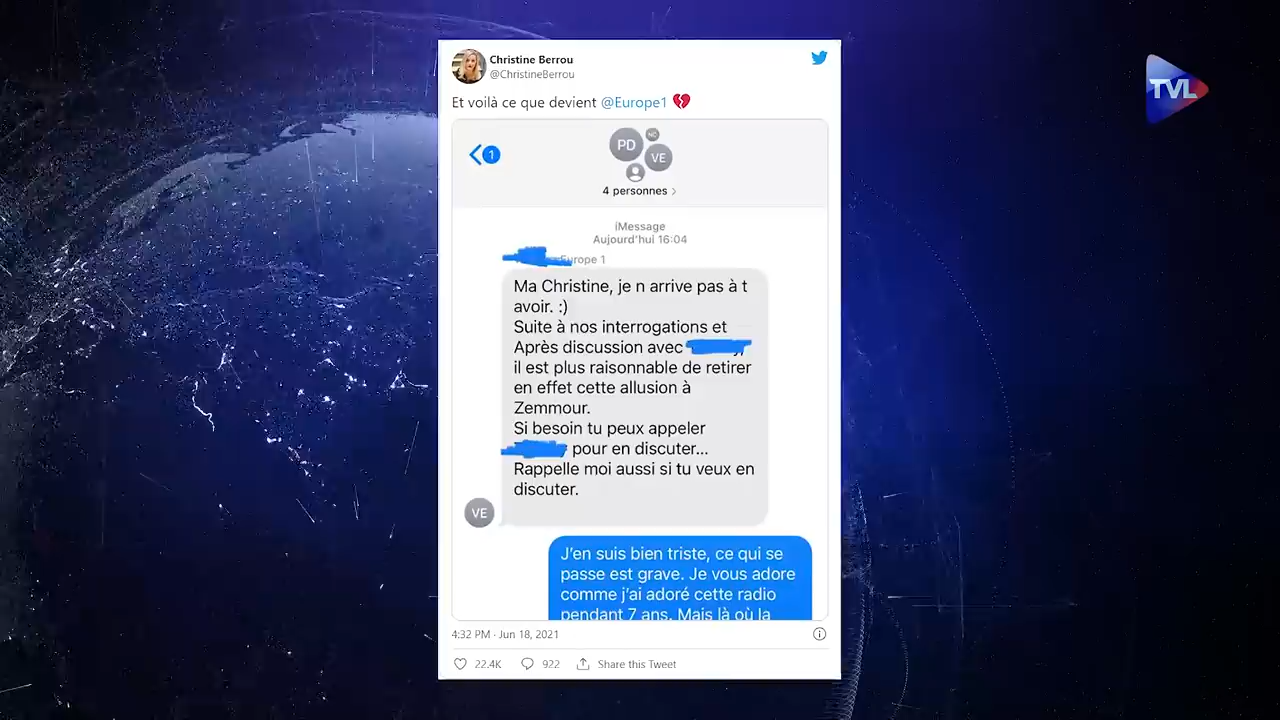 Christine Berrou
@ChristineBerrou
Et voilà ce que devient @Europe1 💔
TVL
1
PD
NC
VE
4 personnes
iMessage
Aujourd'hui 16:04
Europe 1
Ma Christine, je n arrive pas à t
avoir. :)
Suite à nos interrogations et
Après discussion avec
il est plus raisonnable de retirer
en effet cette allusion à
Zemmour.
Si besoin tu peux appeler
pour en discuter...
Rappelle moi aussi si tu veux en
discuter.
VE
J'en suis bien triste, ce qui se
passe est grave. Je vous adore
comme j'ai adoré cette radio
pendant 7 ans. Mais là où la
4:32 PM · Jun 18, 2021
22.4K
922
Share this Tweet